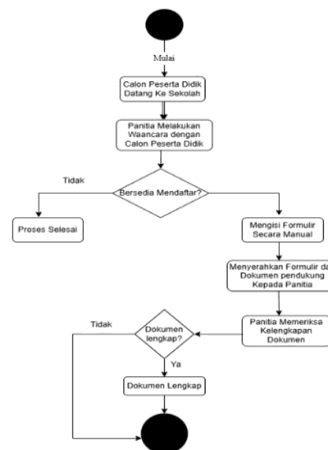 Mulai
Calon Peserta Didik
Datang Ke Sekolah
Panitia Melakukan
Waancara dengan
Calon Peserta Didik
Tidak
Bersedia Mendaftar?
Proses Selesai
Mengisi Formulir
Secara Manual
Menyerahkan Formulir da
Dokumen pendukung
Kepada Panitia
Panitia Memeriksa
Kelengkapan
Dokumen
Tidak
Dokumen
lengkap?
Ya
Dokumen Lengkap